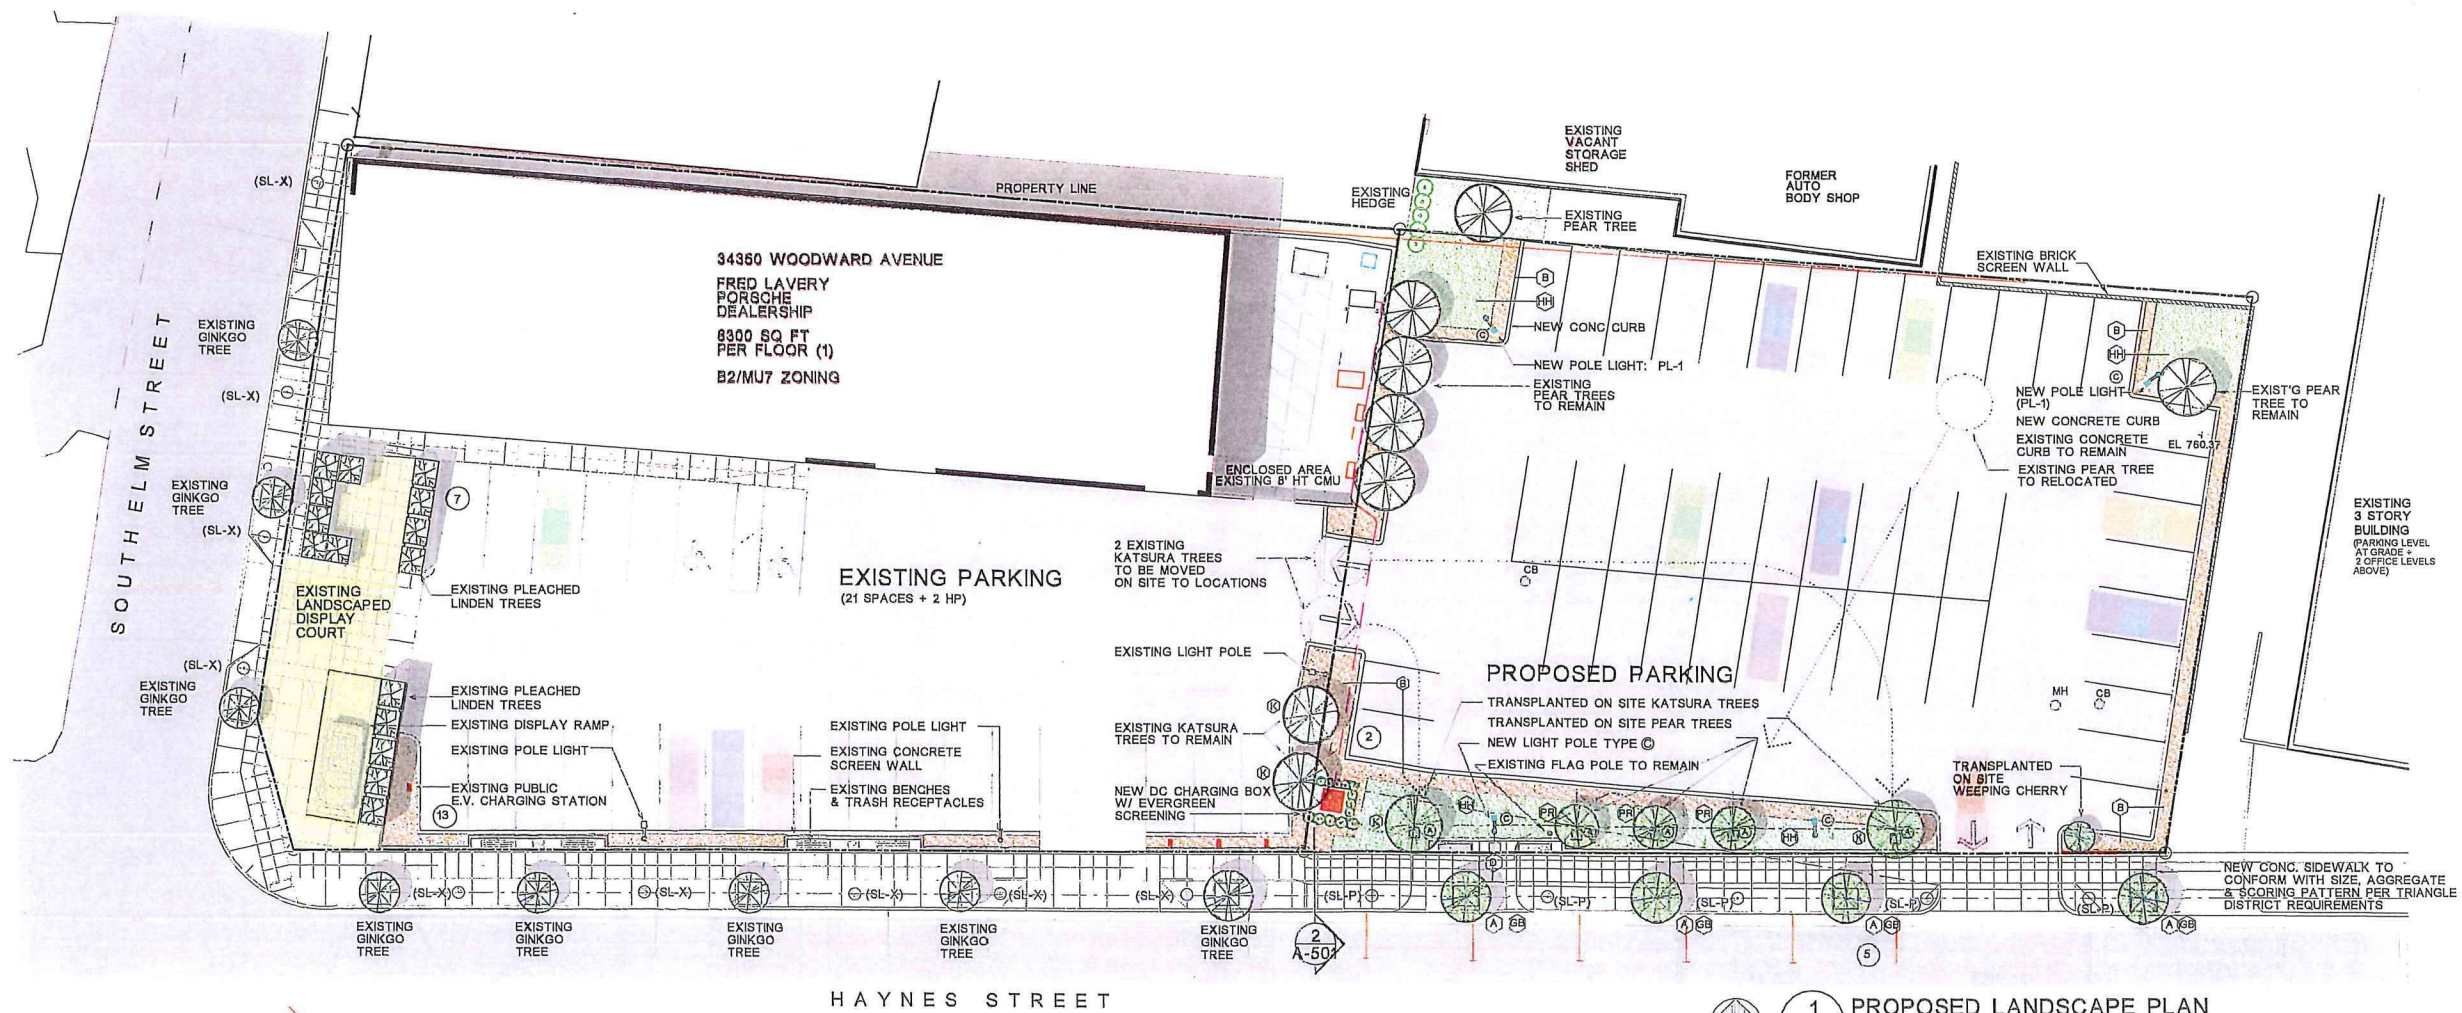 (SL-X)
EXISTING
GINKGO
TREE
(SL-X)
EXISTING
GINKGO
TREE
(SL-X)
(SL-X)
EXISTING
GINKGO
TREE
SOUTH ELM STREET
PROPERTY LINE
34350 WOODWARD AVENUE
FRED LAVERY
PORSCHE
DEALERSHIP
8300 SQ FT
PER FLOOR (1)
B2/MU7 ZONING
7
EXISTING
LANDSCAPED
DISPLAY
COURT
EXISTING PLEACHED
LINDEN TREES
EXISTING PLEACHED
LINDEN TREES
EXISTING DISPLAY RAMP
EXISTING POLE LIGHT
EXISTING PUBLIC
E.V. CHARGING STATION
13
EXISTING PARKING
(21 SPACES + 2 HP)
EXISTING POLE LIGHT
EXISTING CONCRETE
SCREEN WALL
EXISTING BENCHES
& TRASH RECEPTACLES
ENCLOSED AREA
EXISTING 8' HT CMU
2 EXISTING
KATSURA TREES
TO BE MOVED
ON SITE TO LOCATIONS
EXISTING LIGHT POLE
EXISTING KATSURA
TREES TO REMAIN
NEW DC CHARGING BOX
W/ EVERGREEN
SCREENING
K
K
B
2
EXISTING
HEDGE
EXISTING
VACANT
STORAGE
SHED
FORMER
AUTO
BODY SHOP
EXISTING
PEAR TREE
B
HH
C
NEW CONC CURB
NEW POLE LIGHT: PL-1
EXISTING
PEAR TREES
TO REMAIN
EXISTING BRICK
SCREEN WALL
B
HH
C
NEW POLE LIGHT
(PL-1)
NEW CONCRETE CURB
EXISTING CONCRETE
CURB TO REMAIN
EL 760.37
EXIST'G PEAR
TREE TO
REMAIN
EXISTING PEAR TREE
TO RELOCATED
EXISTING
3 STORY
BUILDING
(PARKING LEVEL
AT GRADE +
2 OFFICE LEVELS
ABOVE)
CB
MH
CB
PROPOSED PARKING
TRANSPLANTED ON SITE KATSURA TREES
TRANSPLANTED ON SITE PEAR TREES
NEW LIGHT POLE TYPE C
EXISTING FLAG POLE TO REMAIN
TRANSPLANTED
ON SITE
WEEPING CHERRY
B
K
A
HH
C
PR
A
PR
A
PR
A
HH
C
K
A
D
NEW CONC. SIDEWALK TO
CONFORM WITH SIZE, AGGREGATE
& SCORING PATTERN PER TRIANGLE
DISTRICT REQUIREMENTS
(SL-X)
(SL-X)
(SL-X)
(SL-X)
(SL-X)
(SL-P)
(SL-P)
(SL-P)
(SL-P)
(SL-P)
EXISTING
GINKGO
TREE
EXISTING
GINKGO
TREE
EXISTING
GINKGO
TREE
EXISTING
GINKGO
TREE
EXISTING
GINKGO
TREE
2
A-501
A GB
A GB
A GB
A GB
5
HAYNES STREET
1 PROPOSED LANDSCAPE PLAN